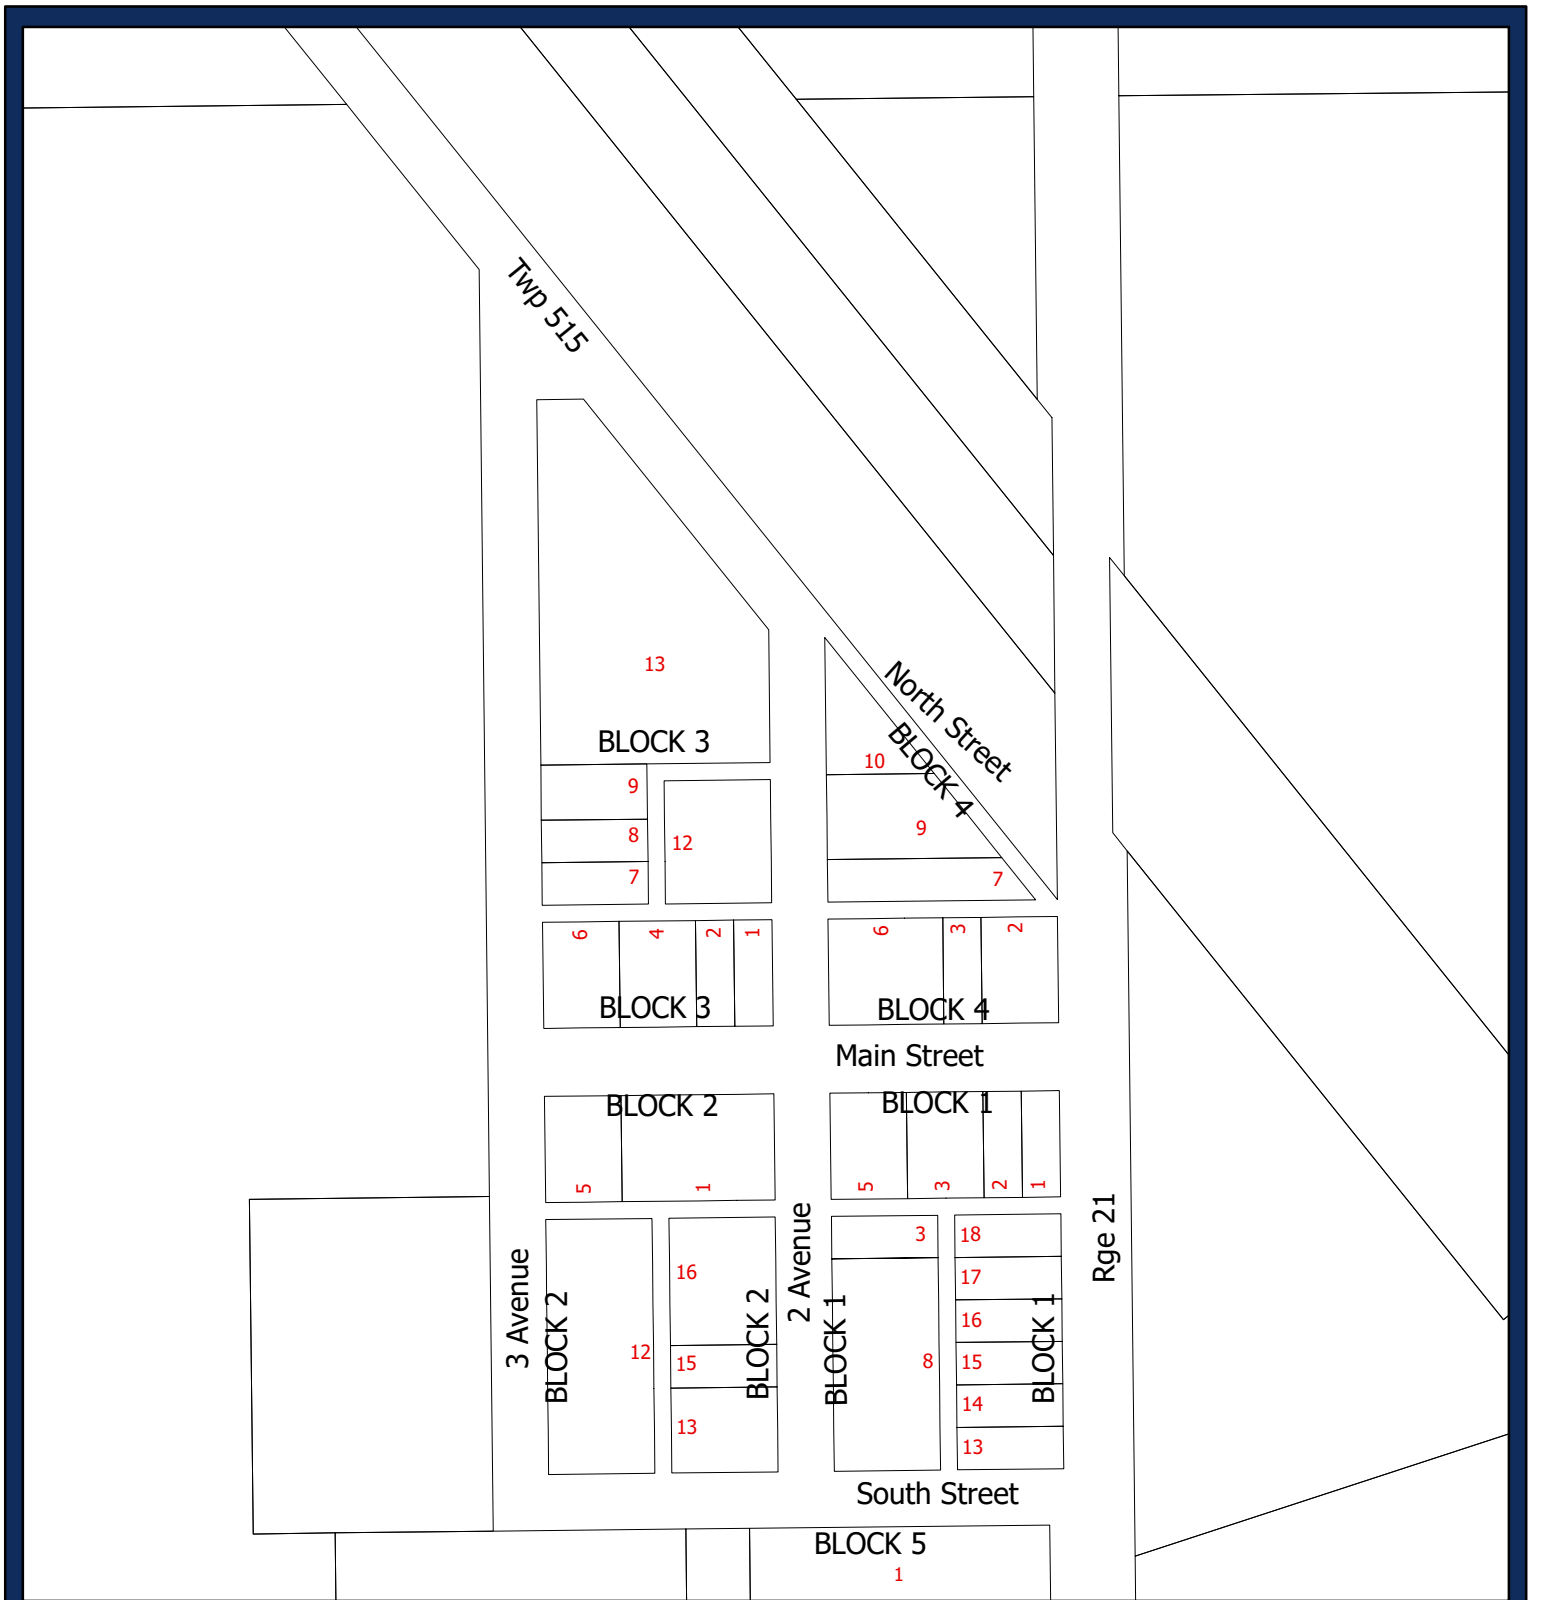 Twp 515
North Street
13
BLOCK 3
BLOCK 4
10
9
9
8
12
7
7
6
4
2
1
6
3
2
BLOCK 3
BLOCK 4
Main Street
BLOCK 2
BLOCK 1
5
1
5
3
2
1
3 Avenue
2 Avenue
Rge 21
BLOCK 2
12
16
15
13
BLOCK 2
BLOCK 1
3
8
18
17
16
15
14
13
BLOCK 1
South Street
BLOCK 5
1